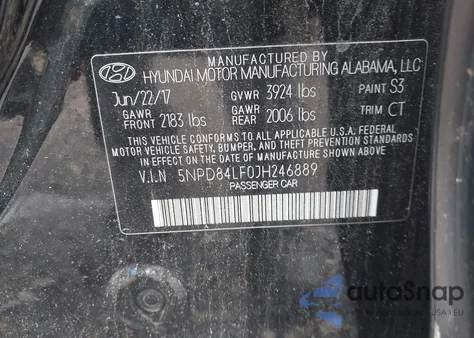 MANUFACTURED BY
HYUNDAI MOTOR MANUFACTURING ALABAMA, LLC
Jun/22/17 GVWR 3924 lbs PAINT S3
GAWR FRONT 2183 lbs GAWR REAR 2006 lbs TRIM CT
THIS VEHICLE CONFORMS TO ALL APPLICABLE U.S.A. FEDERAL
MOTOR VEHICLE SAFETY, BUMPER, AND THEFT PREVENTION STANDARDS
IN EFFECT ON THE DATE OF MANUFACTURE SHOWN ABOVE.
V.I.N 5NPD84LF0JH246889
PASSENGER CAR
autoSnap